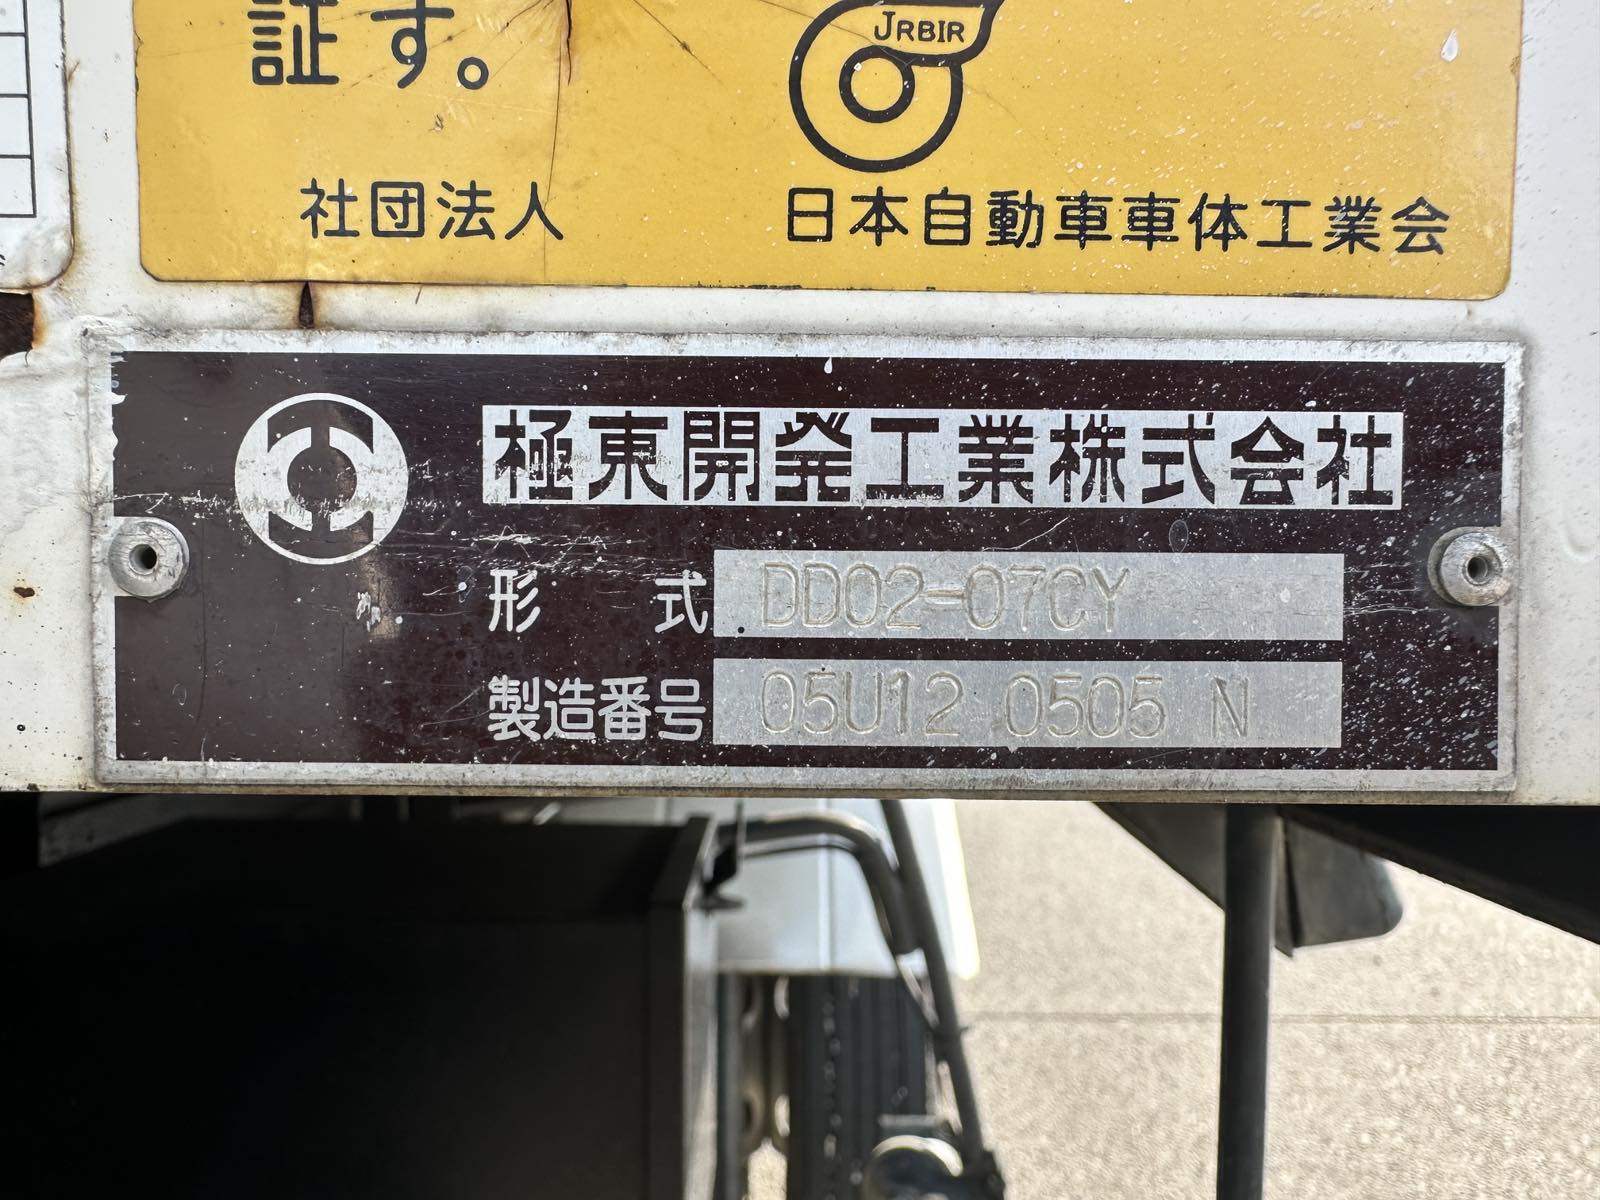 証す。
JRBIR
社団法人 日本自動車車体工業会
極東開発工業株式会社
形 式 DD02-07CY
製造番号 05U12 0505 N